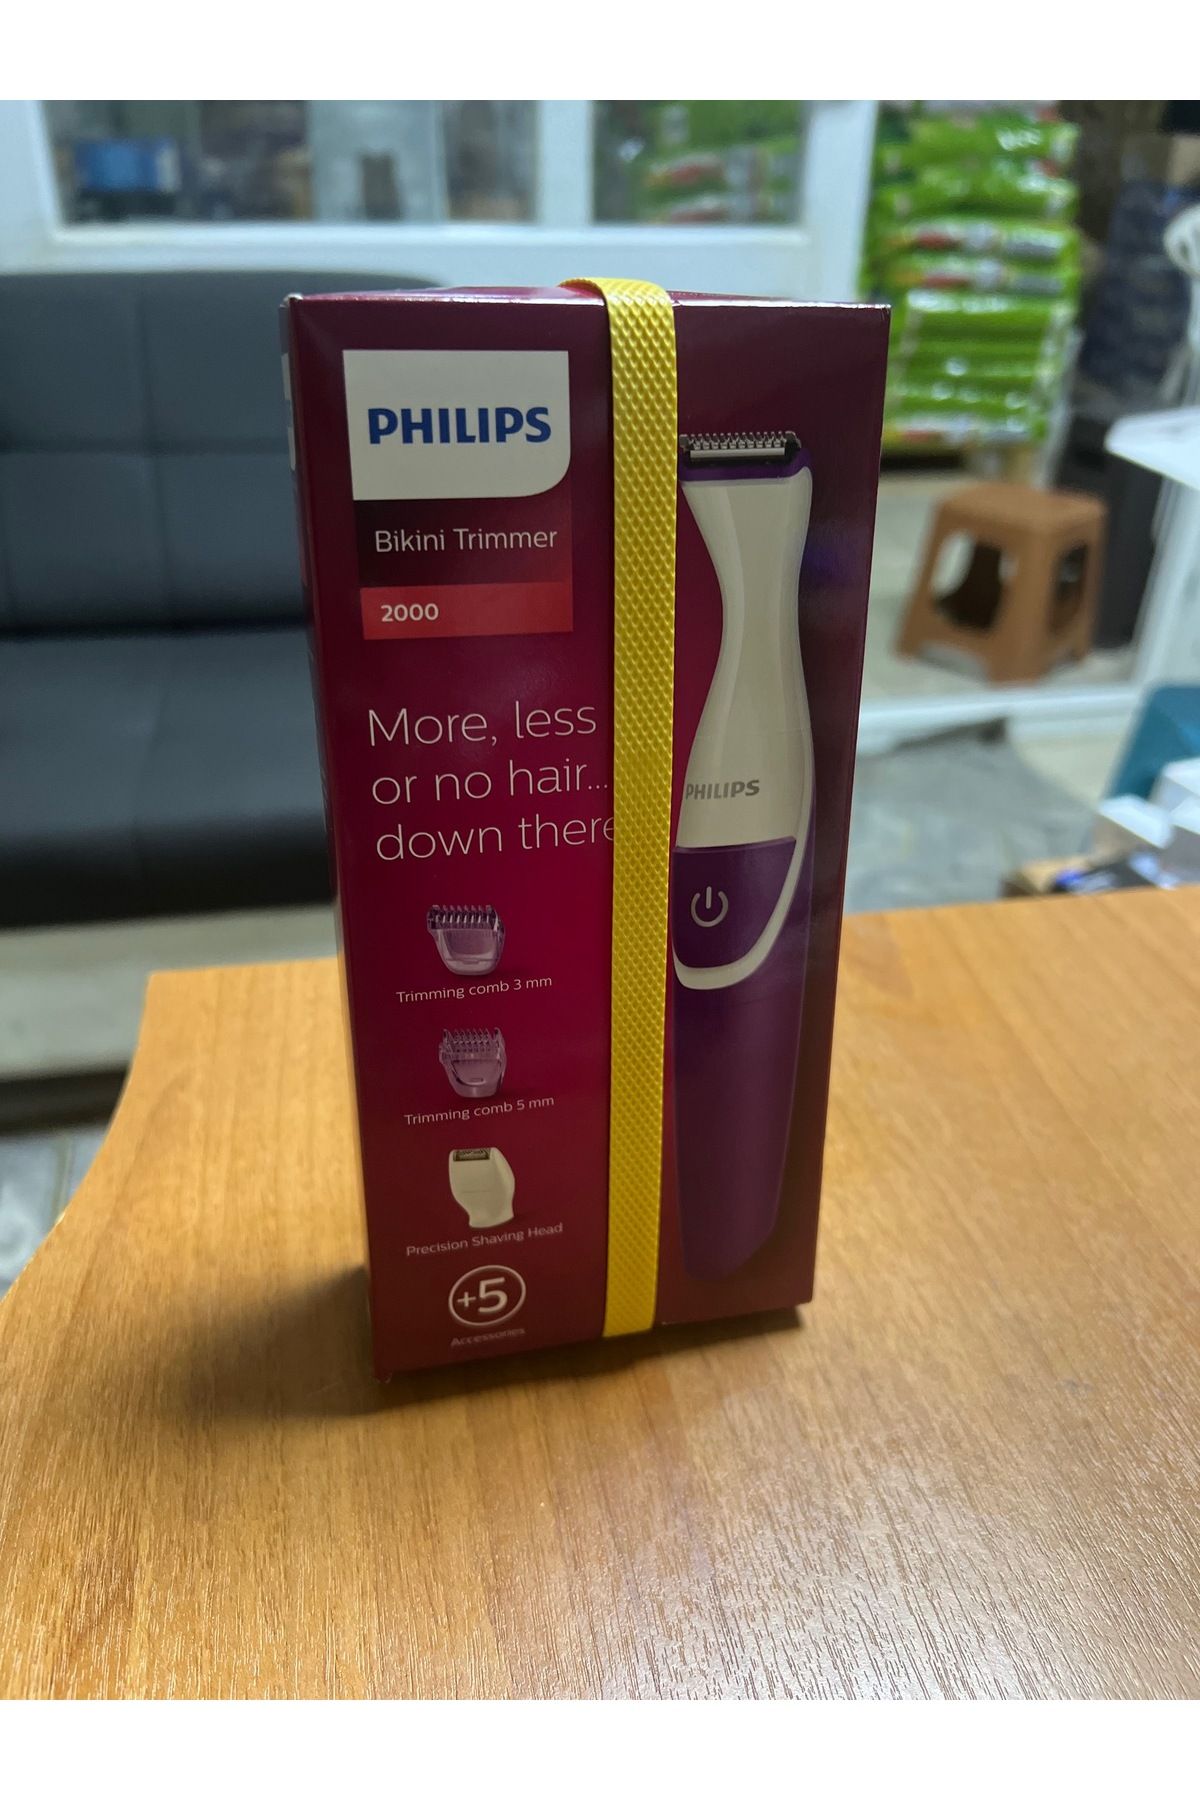 PHILIPS
Bikini Trimmer
2000
More, less
or no hair...
down there
PHILIPS
Trimming comb 3 mm
Trimming comb 5 mm
Precision Shaving Head
+5
Accessories